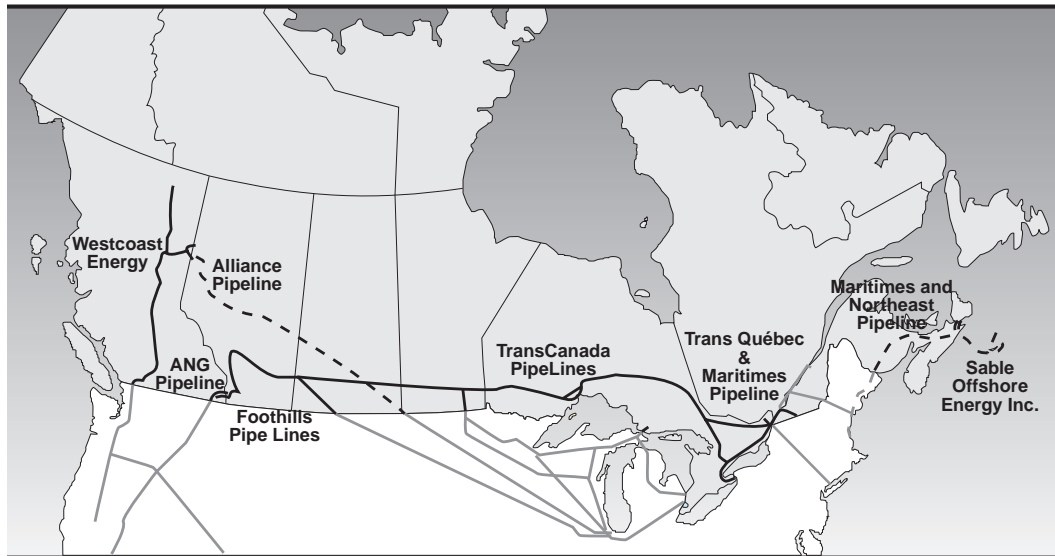 Westcoast
Energy
Alliance
Pipeline
ANG
Pipeline
Foothills
Pipe Lines
TransCanada
PipeLines
Trans Québec
&
Maritimes
Pipeline
Maritimes and
Northeast
Pipeline
Sable
Offshore
Energy Inc.